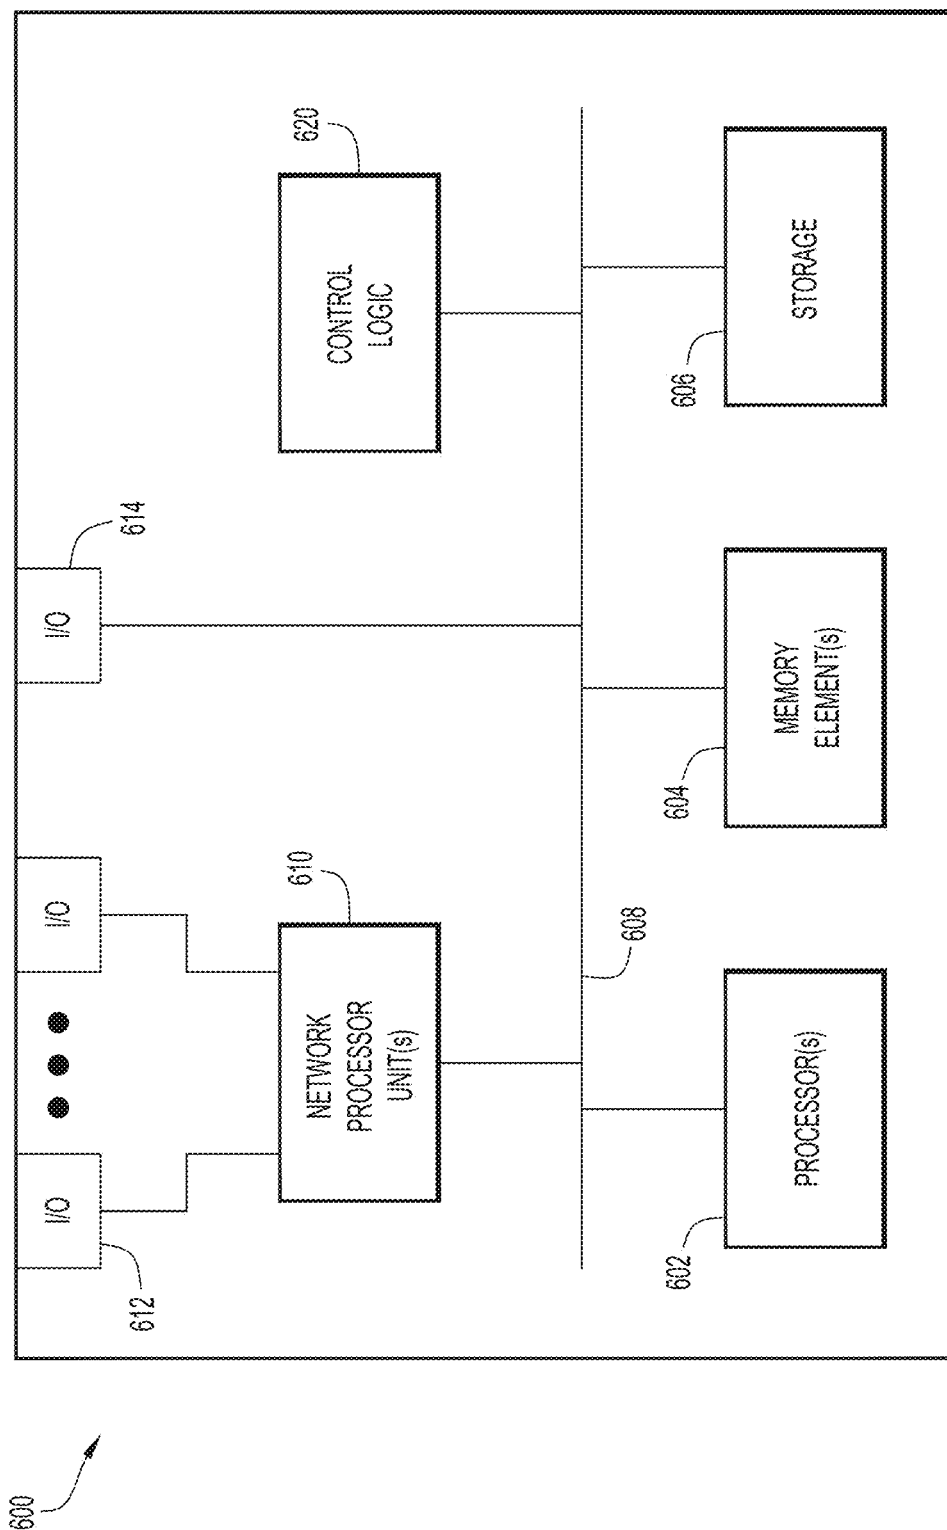 600
612
I/O
I/O
I/O
614
610
NETWORK
PROCESSOR
UNIT(s)
620
CONTROL
LOGIC
608
602
PROCESSOR(s)
604
MEMORY
ELEMENT(s)
606
STORAGE